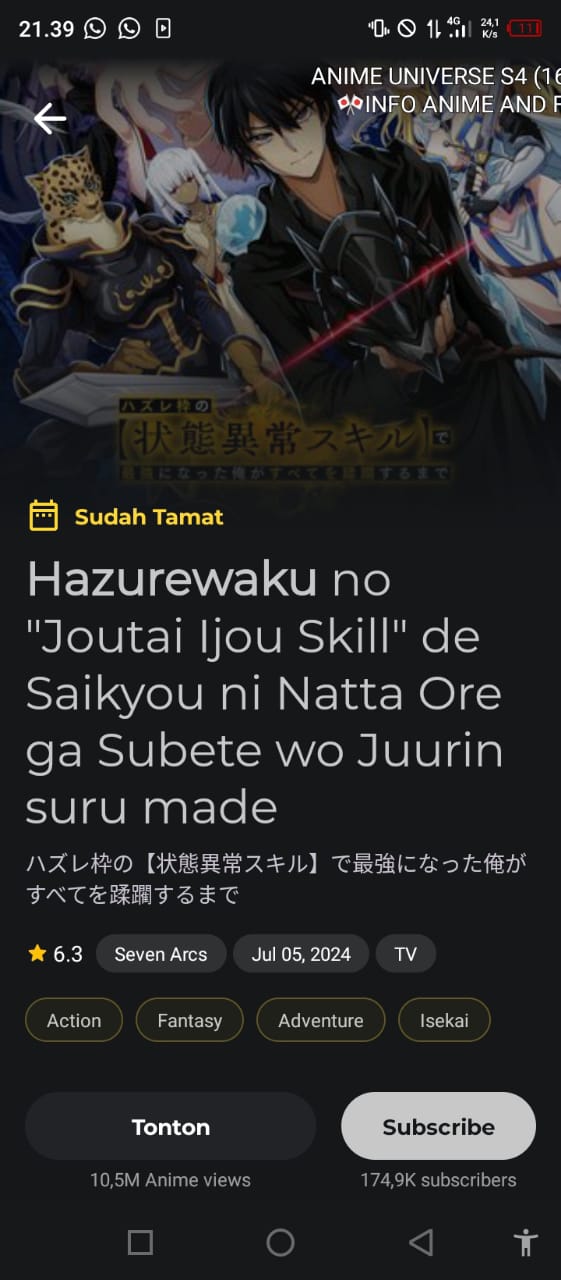 21.39
4G
24,1
K/s
11
ANIME UNIVERSE S4 (16
🎌INFO ANIME AND F
ハズレ枠の
【状態異常スキル】で
最強になった俺がすべてを蹂躙するまで
Sudah Tamat
Hazurewaku no
"Joutai Ijou Skill" de
Saikyou ni Natta Ore
ga Subete wo Juurin
suru made
ハズレ枠の【状態異常スキル】で最強になった俺が
すべてを蹂躙するまで
6.3 Seven Arcs Jul 05, 2024 TV
Action Fantasy Adventure Isekai
Tonton Subscribe
10,5M Anime views 174,9K subscribers